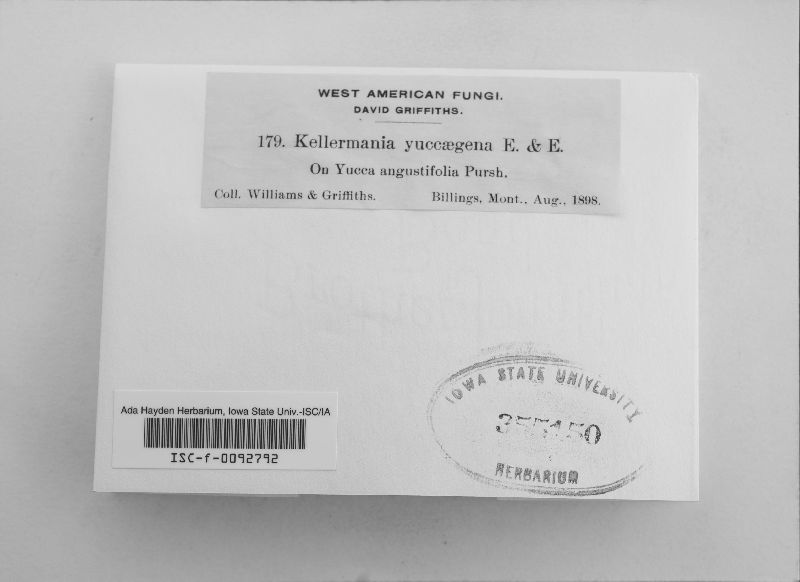 WEST AMERICAN FUNGI.
DAVID GRIFFITHS.
179. Kellermania yuccægena E. & E.
On Yucca angustifolia Pursh.
Coll. Williams & Griffiths. Billings, Mont., Aug., 1898.
IOWA STATE UNIVERSITY
355150
HERBARIUM
Ada Hayden Herbarium, Iowa State Univ.-ISC/IA
ISC-f-0092792